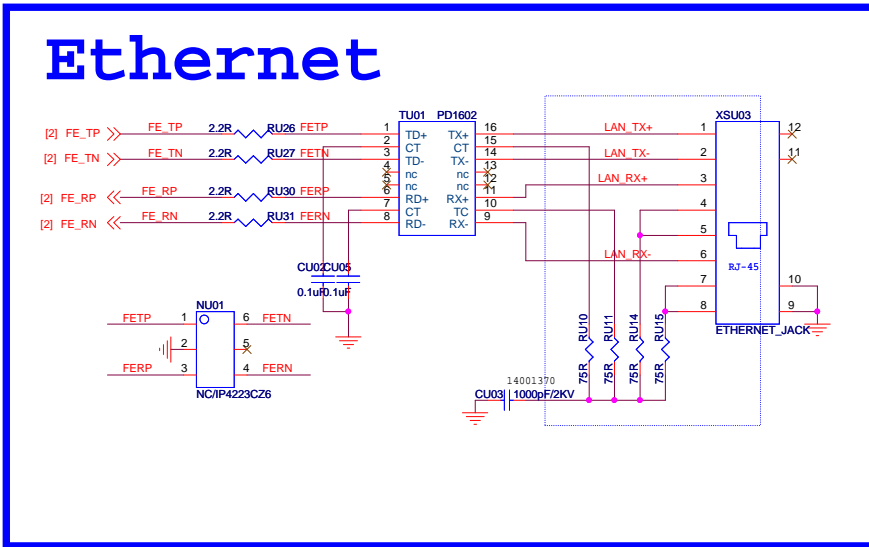 Ethernet
TU01 PD1602
XSU03
[2] FE_TP FE_TP 2.2R RU26 FETP 1 TD+ TX+ 16 LAN_TX+ 1 12
2 CT CT 15
[2] FE_TN FE_TN 2.2R RU27 FETN 3 TD- TX- 14 LAN_TX- 2 11
4 nc nc 13
5 nc nc 12
[2] FE_RP FE_RP 2.2R RU30 FERP 6 RD+ RX+ 11 LAN_RX+ 3
7 CT TC 10 4
[2] FE_RN FE_RN 2.2R RU31 FERN 8 RD- RX- 9 5
LAN_RX- 6
RJ-45
CU02 CU05
0.1uF 0.1uF
7 10
8 9
ETHERNET_JACK
NU01
FETP 1 6 FETN
2 5
FERP 3 4 FERN
NC/IP4223CZ6
RU10 RU11 RU14 RU15
75R 75R 75R 75R
14001370
CU03 1000pF/2KV